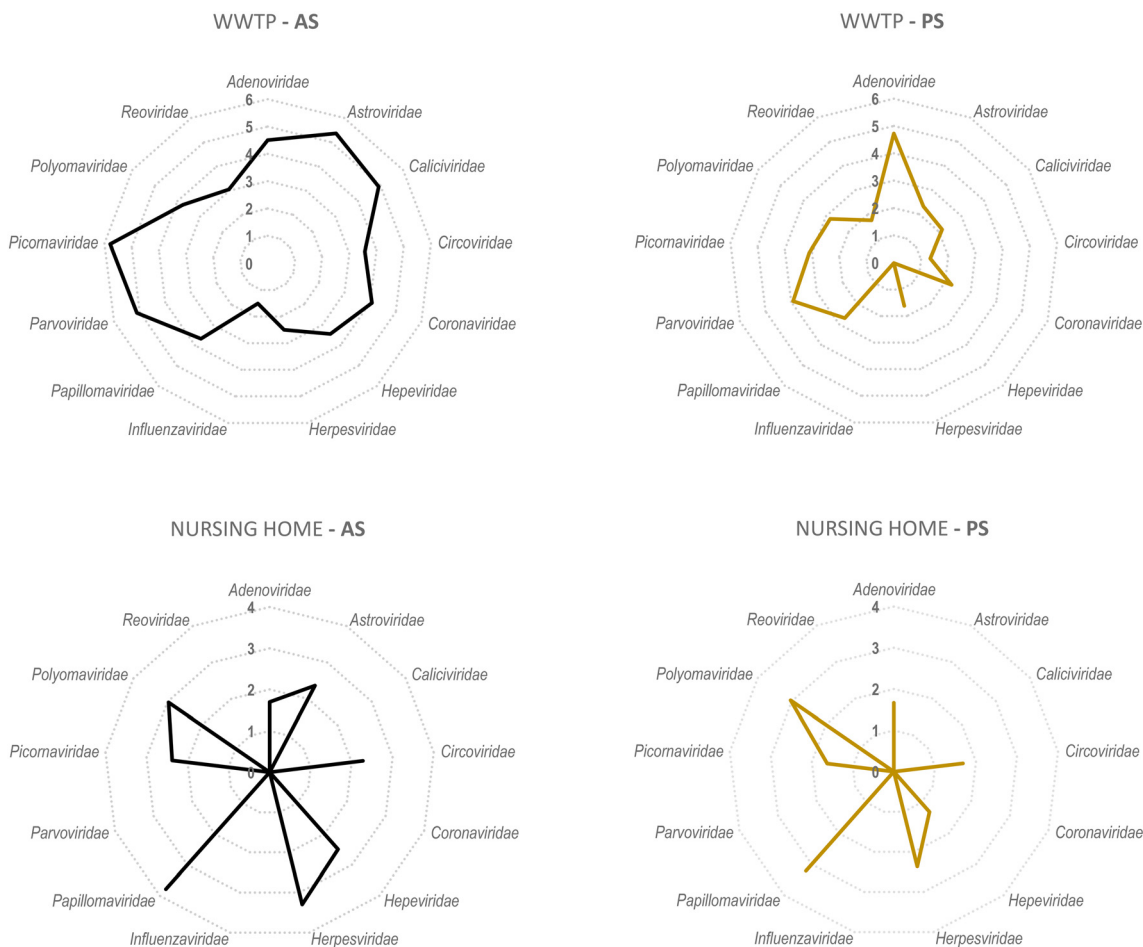 WWTP - AS
Adenoviridae
Astroviridae
Caliciviridae
Circoviridae
Coronaviridae
Hepeviridae
Herpesviridae
Influenzaviridae
Papillomaviridae
Parvoviridae
Picornaviridae
Polyomaviridae
Reoviridae
6
5
4
3
2
1
0
WWTP - PS
Adenoviridae
Astroviridae
Caliciviridae
Circoviridae
Coronaviridae
Hepeviridae
Herpesviridae
Influenzaviridae
Papillomaviridae
Parvoviridae
Picornaviridae
Polyomaviridae
Reoviridae
6
5
4
3
2
1
0
NURSING HOME - AS
Adenoviridae
Astroviridae
Caliciviridae
Circoviridae
Coronaviridae
Hepeviridae
Herpesviridae
Influenzaviridae
Papillomaviridae
Parvoviridae
Picornaviridae
Polyomaviridae
Reoviridae
4
3
2
1
0
NURSING HOME - PS
Adenoviridae
Astroviridae
Caliciviridae
Circoviridae
Coronaviridae
Hepeviridae
Herpesviridae
Influenzaviridae
Papillomaviridae
Parvoviridae
Picornaviridae
Polyomaviridae
Reoviridae
4
3
2
1
0